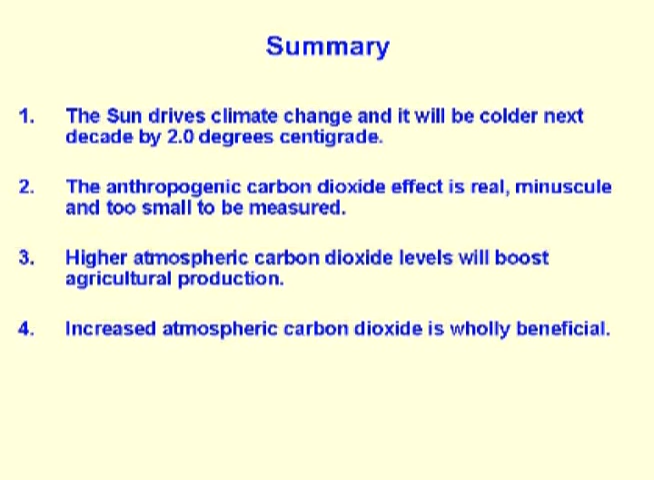 Summary
1. The Sun drives climate change and it will be colder next
decade by 2.0 degrees centigrade.
2. The anthropogenic carbon dioxide effect is real, minuscule
and too small to be measured.
3. Higher atmospheric carbon dioxide levels will boost
agricultural production.
4. Increased atmospheric carbon dioxide is wholly beneficial.